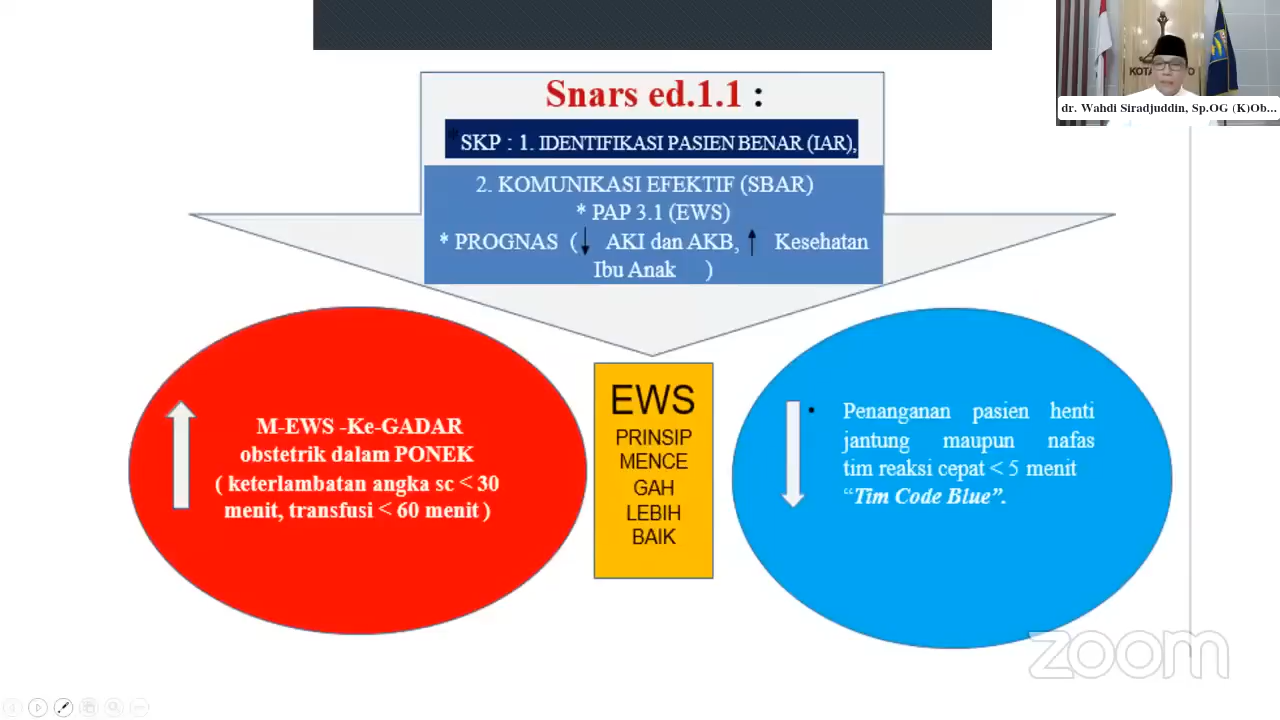 Snars ed.1.1 :
*SKP : 1. IDENTIFIKASI PASIEN BENAR (IAR),
2. KOMUNIKASI EFEKTIF (SBAR)
* PAP 3.1 (EWS)
* PROGNAS (↓ AKI dan AKB, ↑ Kesehatan
Ibu Anak )
M-EWS -Ke-GADAR
obstetrik dalam PONEK
( keterlambatan angka sc < 30
menit, transfusi < 60 menit )
EWS
PRINSIP
MENCE
GAH
LEBIH
BAIK
• Penanganan pasien henti
jantung maupun nafas
tim reaksi cepat < 5 menit
“Tim Code Blue”.
dr. Wahdi Siradjuddin, Sp.OG (K)Ob...
zoom